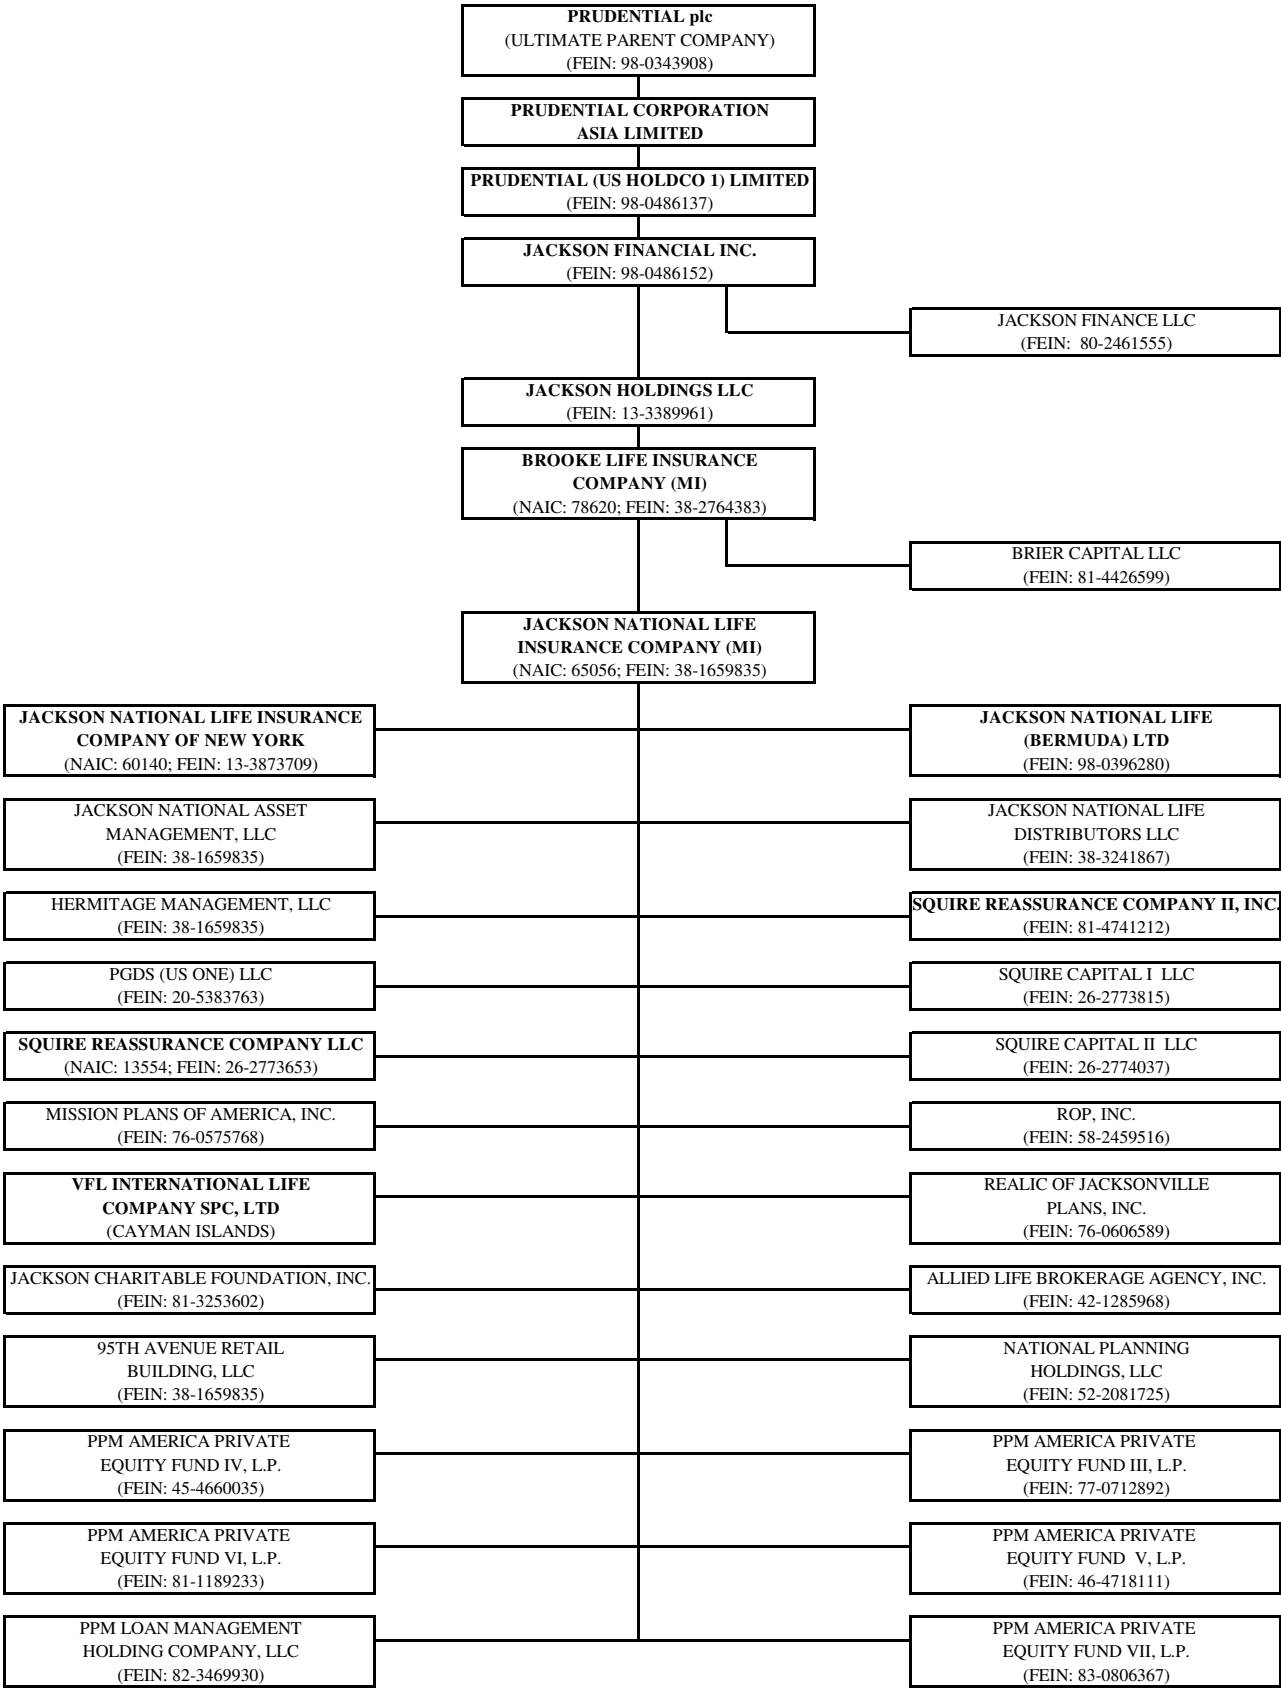 PRUDENTIAL plc
(ULTIMATE PARENT COMPANY)
(FEIN: 98-0343908)
PRUDENTIAL CORPORATION
ASIA LIMITED
PRUDENTIAL (US HOLDCO 1) LIMITED
(FEIN: 98-0486137)
JACKSON FINANCIAL INC.
(FEIN: 98-0486152)
JACKSON FINANCE LLC
(FEIN: 80-2461555)
JACKSON HOLDINGS LLC
(FEIN: 13-3389961)
BROOKE LIFE INSURANCE
COMPANY (MI)
(NAIC: 78620; FEIN: 38-2764383)
BRIER CAPITAL LLC
(FEIN: 81-4426599)
JACKSON NATIONAL LIFE
INSURANCE COMPANY (MI)
(NAIC: 65056; FEIN: 38-1659835)
JACKSON NATIONAL LIFE INSURANCE
COMPANY OF NEW YORK
(NAIC: 60140; FEIN: 13-3873709)
JACKSON NATIONAL LIFE
(BERMUDA) LTD
(FEIN: 98-0396280)
JACKSON NATIONAL ASSET
MANAGEMENT, LLC
(FEIN: 38-1659835)
JACKSON NATIONAL LIFE
DISTRIBUTORS LLC
(FEIN: 38-3241867)
HERMITAGE MANAGEMENT, LLC
(FEIN: 38-1659835)
SQUIRE REASSURANCE COMPANY II, INC.
(FEIN: 81-4741212)
PGDS (US ONE) LLC
(FEIN: 20-5383763)
SQUIRE CAPITAL I LLC
(FEIN: 26-2773815)
SQUIRE REASSURANCE COMPANY LLC
(NAIC: 13554; FEIN: 26-2773653)
SQUIRE CAPITAL II LLC
(FEIN: 26-2774037)
MISSION PLANS OF AMERICA, INC.
(FEIN: 76-0575768)
ROP, INC.
(FEIN: 58-2459516)
VFL INTERNATIONAL LIFE
COMPANY SPC, LTD
(CAYMAN ISLANDS)
REALIC OF JACKSONVILLE
PLANS, INC.
(FEIN: 76-0606589)
JACKSON CHARITABLE FOUNDATION, INC.
(FEIN: 81-3253602)
ALLIED LIFE BROKERAGE AGENCY, INC.
(FEIN: 42-1285968)
95TH AVENUE RETAIL
BUILDING, LLC
(FEIN: 38-1659835)
NATIONAL PLANNING
HOLDINGS, LLC
(FEIN: 52-2081725)
PPM AMERICA PRIVATE
EQUITY FUND IV, L.P.
(FEIN: 45-4660035)
PPM AMERICA PRIVATE
EQUITY FUND III, L.P.
(FEIN: 77-0712892)
PPM AMERICA PRIVATE
EQUITY FUND VI, L.P.
(FEIN: 81-1189233)
PPM AMERICA PRIVATE
EQUITY FUND V, L.P.
(FEIN: 46-4718111)
PPM LOAN MANAGEMENT
HOLDING COMPANY, LLC
(FEIN: 82-3469930)
PPM AMERICA PRIVATE
EQUITY FUND VII, L.P.
(FEIN: 83-0806367)